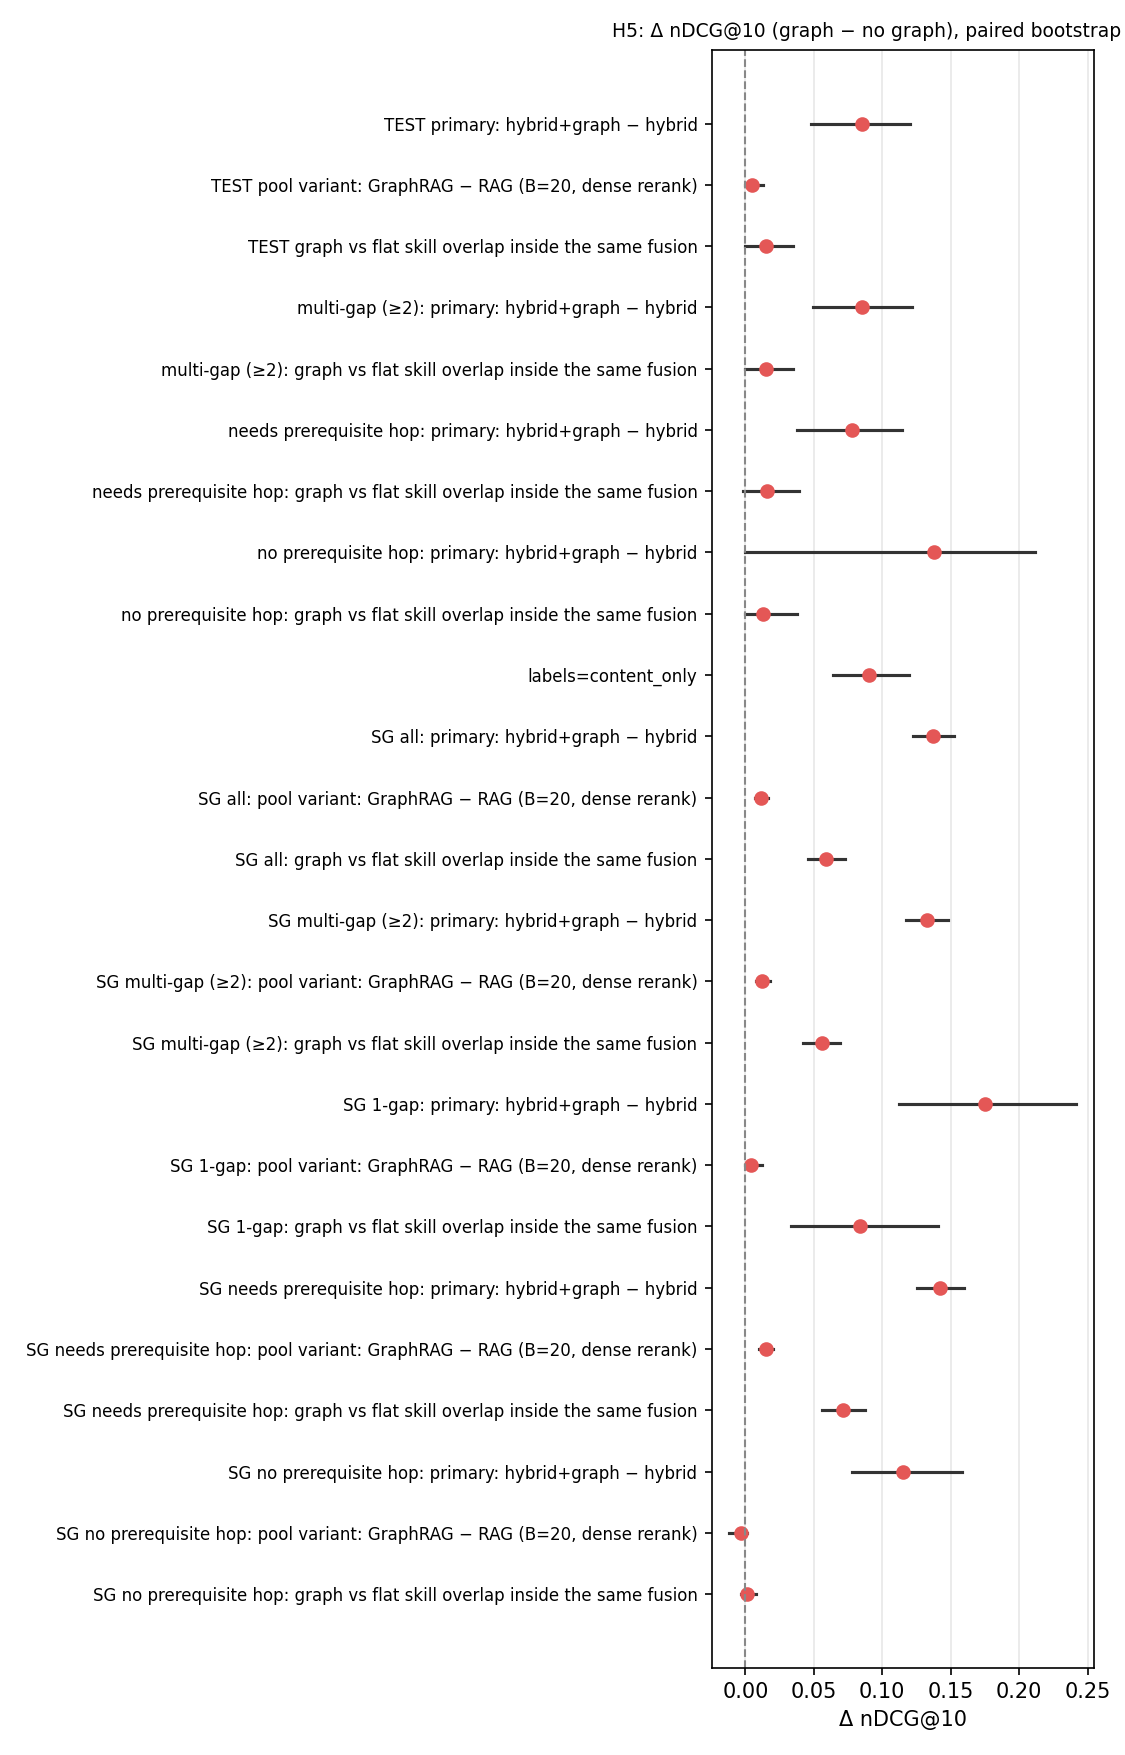 H5: Δ nDCG@10 (graph − no graph), paired bootstrap
TEST primary: hybrid+graph − hybrid
TEST pool variant: GraphRAG − RAG (B=20, dense rerank)
TEST graph vs flat skill overlap inside the same fusion
multi-gap (≥2): primary: hybrid+graph − hybrid
multi-gap (≥2): graph vs flat skill overlap inside the same fusion
needs prerequisite hop: primary: hybrid+graph − hybrid
needs prerequisite hop: graph vs flat skill overlap inside the same fusion
no prerequisite hop: primary: hybrid+graph − hybrid
no prerequisite hop: graph vs flat skill overlap inside the same fusion
labels=content_only
SG all: primary: hybrid+graph − hybrid
SG all: pool variant: GraphRAG − RAG (B=20, dense rerank)
SG all: graph vs flat skill overlap inside the same fusion
SG multi-gap (≥2): primary: hybrid+graph − hybrid
SG multi-gap (≥2): pool variant: GraphRAG − RAG (B=20, dense rerank)
SG multi-gap (≥2): graph vs flat skill overlap inside the same fusion
SG 1-gap: primary: hybrid+graph − hybrid
SG 1-gap: pool variant: GraphRAG − RAG (B=20, dense rerank)
SG 1-gap: graph vs flat skill overlap inside the same fusion
SG needs prerequisite hop: primary: hybrid+graph − hybrid
SG needs prerequisite hop: pool variant: GraphRAG − RAG (B=20, dense rerank)
SG needs prerequisite hop: graph vs flat skill overlap inside the same fusion
SG no prerequisite hop: primary: hybrid+graph − hybrid
SG no prerequisite hop: pool variant: GraphRAG − RAG (B=20, dense rerank)
SG no prerequisite hop: graph vs flat skill overlap inside the same fusion
0.00 0.05 0.10 0.15 0.20 0.25
Δ nDCG@10